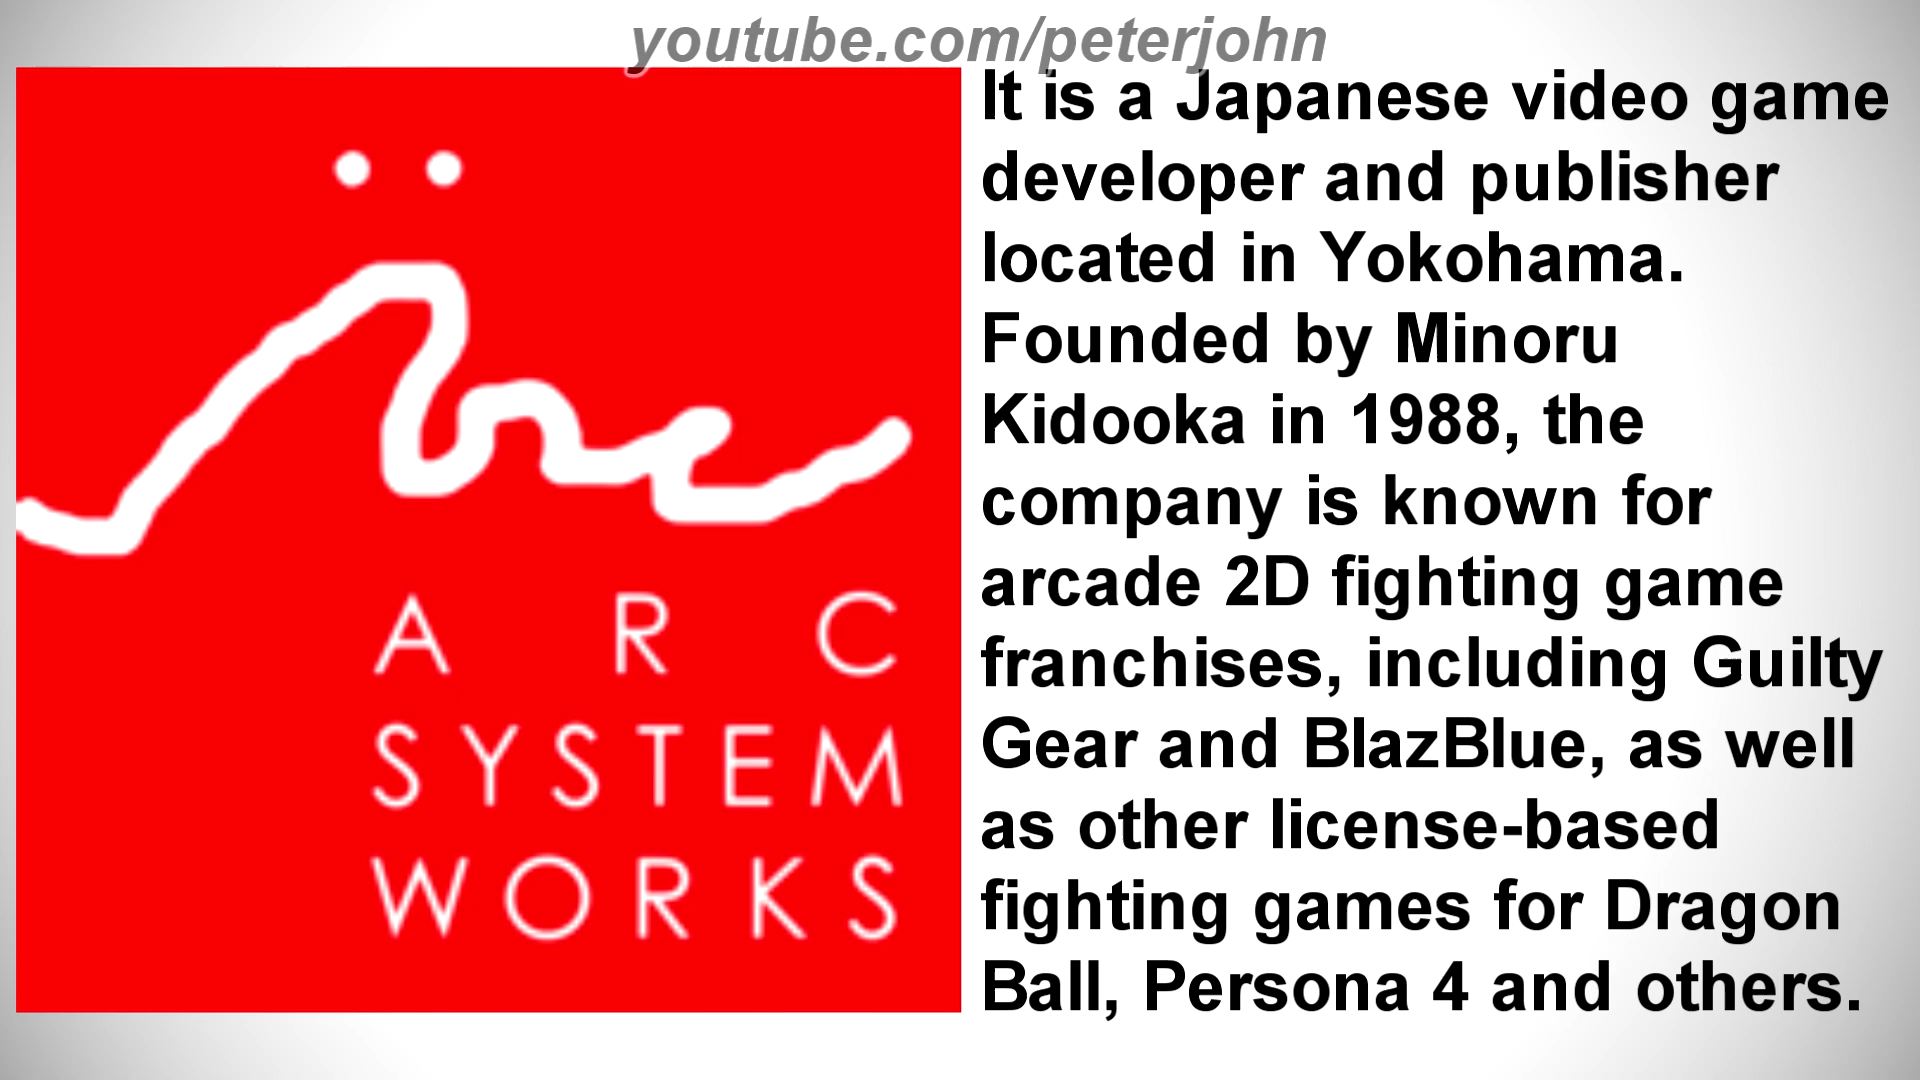 youtube.com/peterjohn
A R C
SYSTEM
WORKS
It is a Japanese video game
developer and publisher
located in Yokohama.
Founded by Minoru
Kidooka in 1988, the
company is known for
arcade 2D fighting game
franchises, including Guilty
Gear and BlazBlue, as well
as other license-based
fighting games for Dragon
Ball, Persona 4 and others.